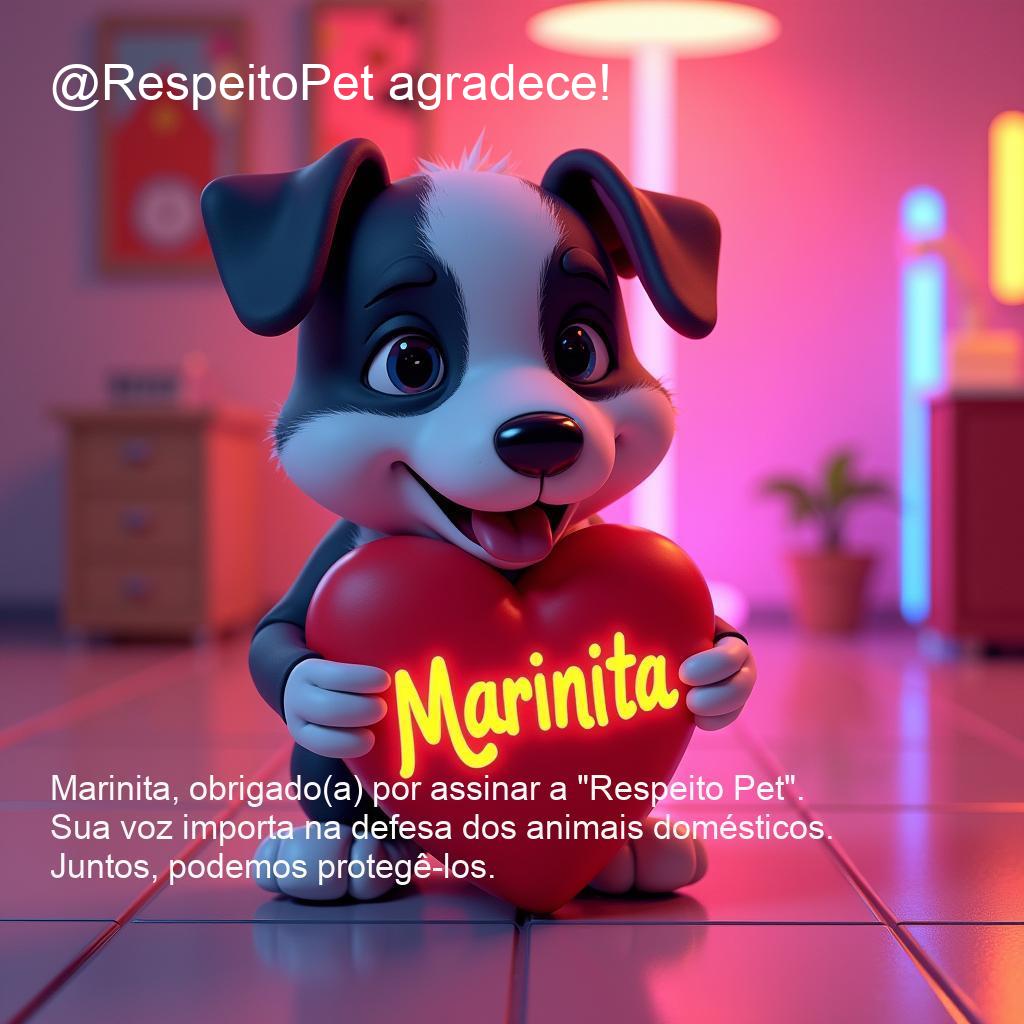 @RespeitoPet agradece!
Marinita
Marinita, obrigado(a) por assinar a "Respeito Pet".
Sua voz importa na defesa dos animais domésticos.
Juntos, podemos protegê-los.